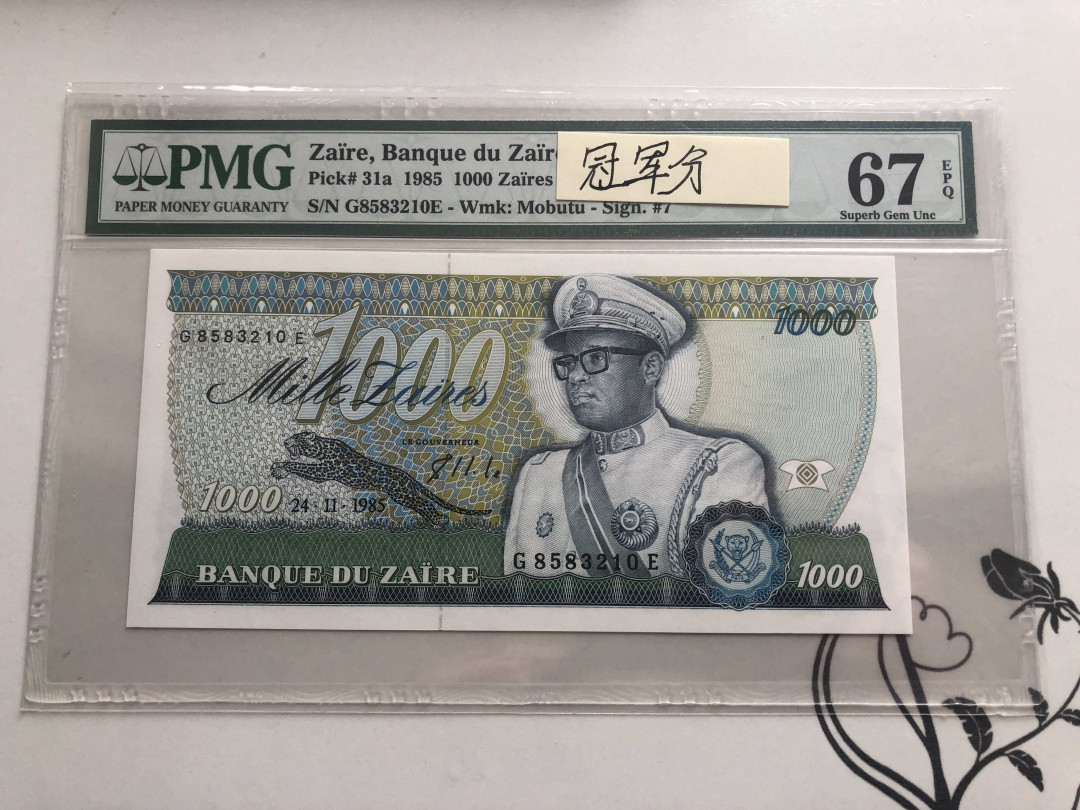 PMG
PAPER MONEY GUARANTY
Zaïre, Banque du Zaïr
Pick# 31a 1985 1000 Zaïres
S/N G8583210E - Wmk: Mobutu - Sign. #7
冠军分
67
EPQ
Superb Gem Unc
G 8583210 E
1000
1000
Mille Zaïres
LE GOUVERNEUR
1000
24-11-1985
G 8583210 E
BANQUE DU ZAÏRE
1000